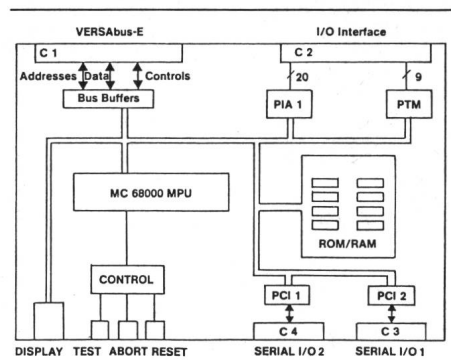 VERSAbus-E
I/O Interface
C 1
C 2
Addresses Data Controls
20
9
Bus Buffers
PIA 1
PTM
MC 68000 MPU
ROM/RAM
CONTROL
PCI 1
PCI 2
C 4
C 3
DISPLAY TEST ABORT RESET SERIAL I/O 2 SERIAL I/O 1